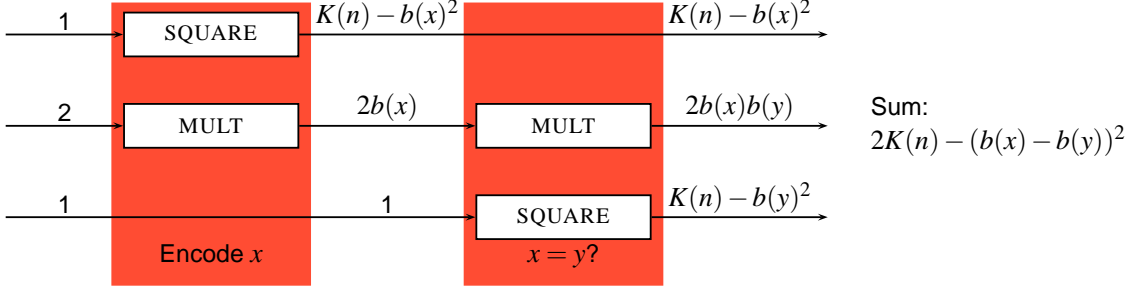 1 SQUARE K(n) − b(x)² K(n) − b(x)²
2 MULT 2b(x) MULT 2b(x)b(y)
Sum:
2K(n) − (b(x) − b(y))²
1 1 SQUARE K(n) − b(y)²
Encode x x = y?